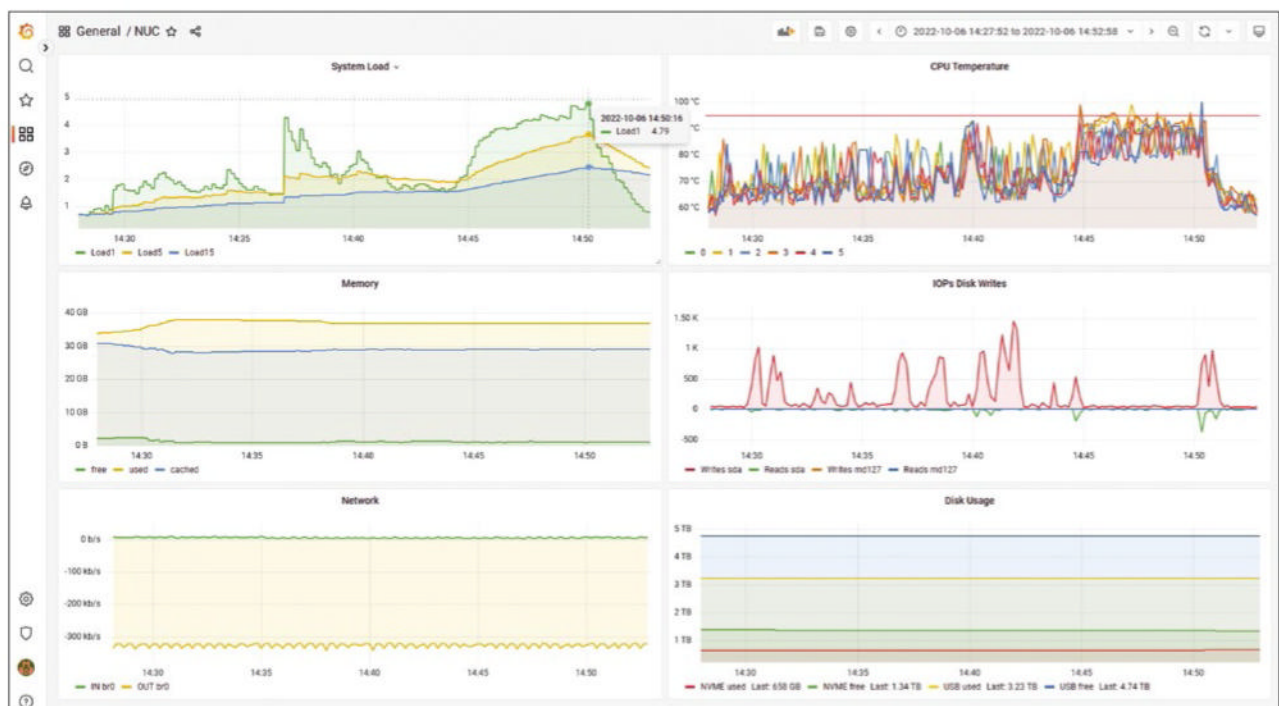 General / NUC
2022-10-06 14:27:52 to 2022-10-06 14:52:58
System Load
5
4
3
2
1
2022-10-06 14:50:16
Load1 4.79
14:30 14:35 14:40 14:45 14:50
Load1 Load5 Load15
CPU Temperature
100 °C
°C
80 °C
70 °C
60 °C
14:30 14:35 14:40 14:45 14:50
0 1 2 3 4 5
Memory
40 GB
30 GB
20 GB
10 GB
0 B
14:30 14:35 14:40 14:45 14:50
free used cached
IOPs Disk Writes
1.50 K
1 K
500
0
-500
14:30 14:35 14:40 14:45 14:50
Writes sda Reads sda Writes md127 Reads md127
Network
0 b/s
-100 kb/s
-200 kb/s
-300 kb/s
14:30 14:35 14:40 14:45 14:50
IN br0 OUT br0
Disk Usage
5 TB
4 TB
3 TB
2 TB
1 TB
14:30 14:35 14:40 14:45 14:50
NVME used Last: 658 GB NVME free Last: 1.34 TB USB used Last: 3.23 TB USB free Last: 4.74 TB